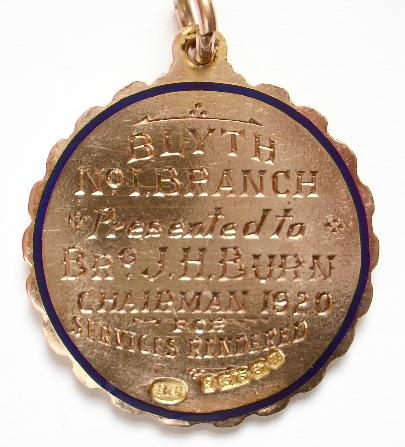 BLYTH
No1.BRANCH
Presented to
BRO J.H.BURN
CHAIRMAN 1920
FOR
SERVICES RENDERED